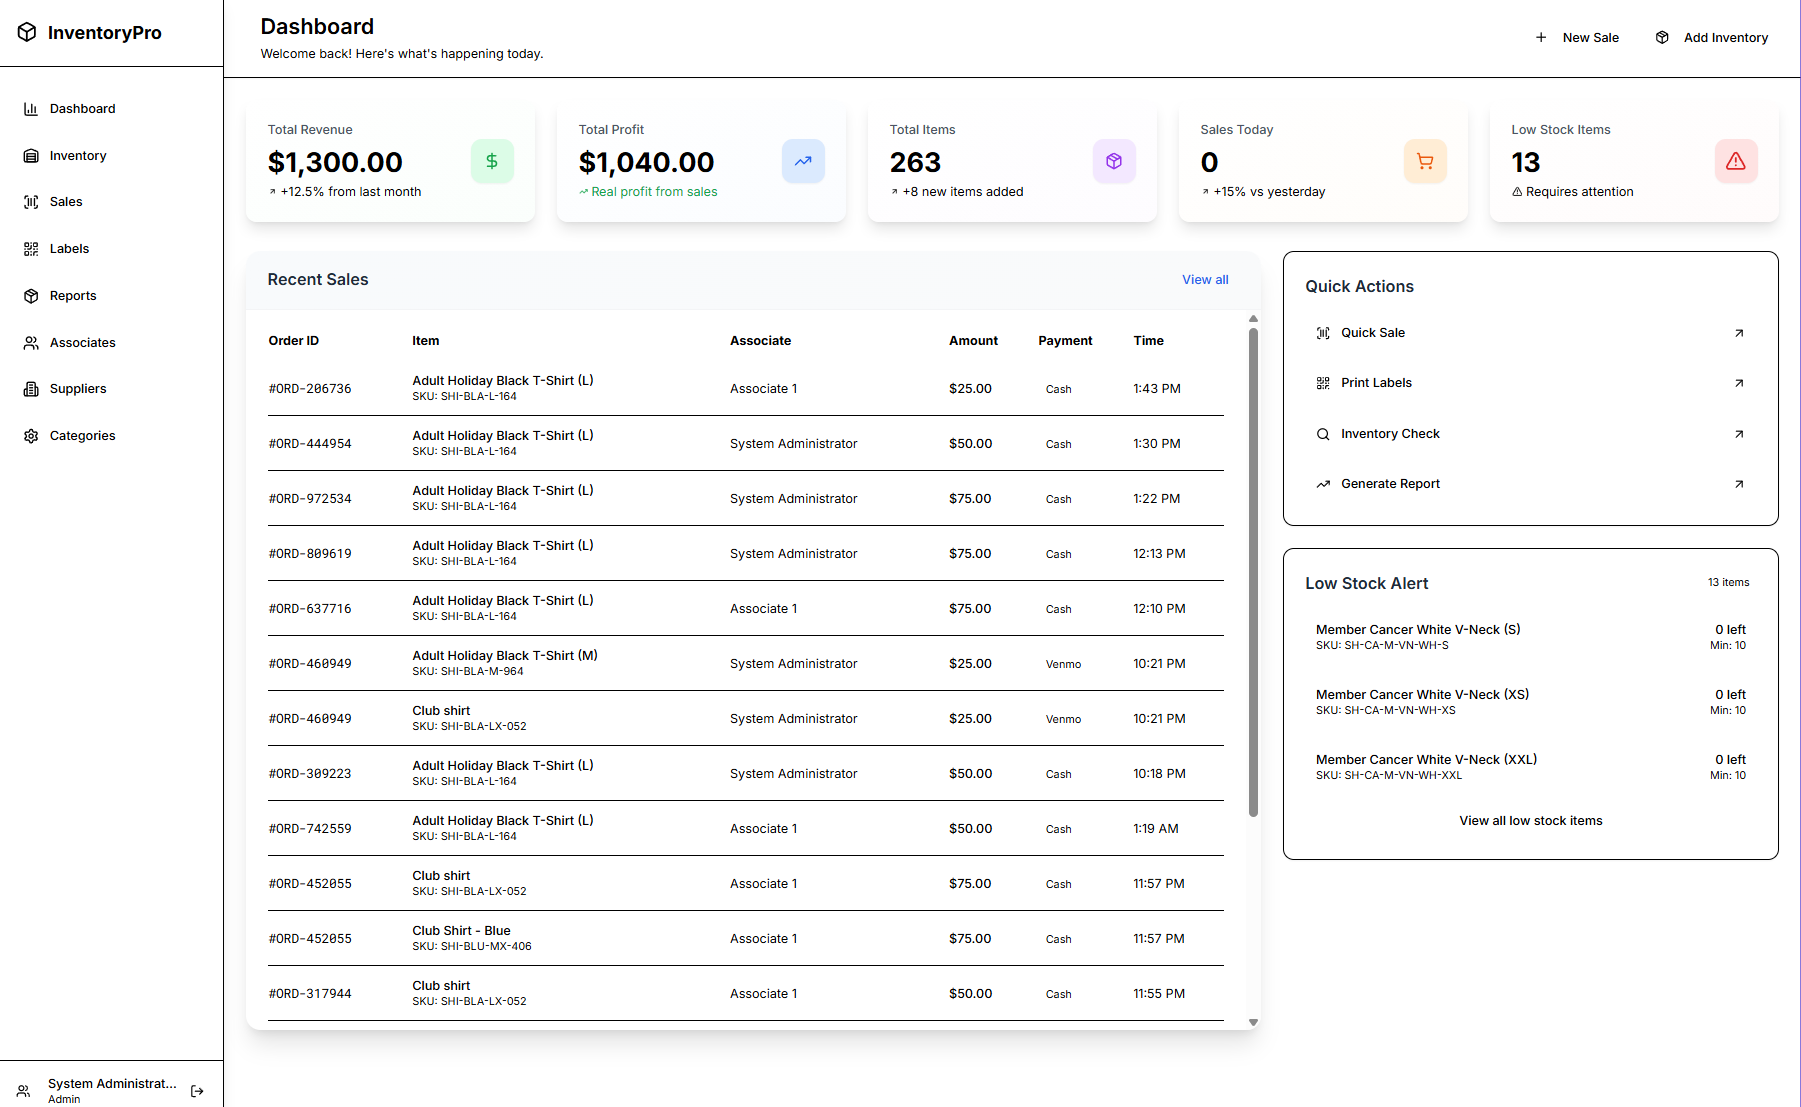 InventoryPro
Dashboard
Inventory
Sales
Labels
Reports
Associates
Suppliers
Categories
System Administrat...
Admin
Dashboard
Welcome back! Here's what's happening today.
New Sale
Add Inventory
Total Revenue
$1,300.00
+12.5% from last month
Total Profit
$1,040.00
Real profit from sales
Total Items
263
+8 new items added
Sales Today
0
+15% vs yesterday
Low Stock Items
13
Requires attention
Recent Sales View all
Order ID Item Associate Amount Payment Time
#ORD-206736 Adult Holiday Black T-Shirt (L) Associate 1 $25.00 Cash 1:43 PM
SKU: SHI-BLA-L-164
#ORD-444954 Adult Holiday Black T-Shirt (L) System Administrator $50.00 Cash 1:30 PM
SKU: SHI-BLA-L-164
#ORD-972534 Adult Holiday Black T-Shirt (L) System Administrator $75.00 Cash 1:22 PM
SKU: SHI-BLA-L-164
#ORD-809619 Adult Holiday Black T-Shirt (L) System Administrator $75.00 Cash 12:13 PM
SKU: SHI-BLA-L-164
#ORD-637716 Adult Holiday Black T-Shirt (L) Associate 1 $75.00 Cash 12:10 PM
SKU: SHI-BLA-L-164
#ORD-460949 Adult Holiday Black T-Shirt (M) System Administrator $25.00 Venmo 10:21 PM
SKU: SHI-BLA-M-964
#ORD-460949 Club shirt System Administrator $25.00 Venmo 10:21 PM
SKU: SHI-BLA-LX-052
#ORD-309223 Adult Holiday Black T-Shirt (L) System Administrator $50.00 Cash 10:18 PM
SKU: SHI-BLA-L-164
#ORD-742559 Adult Holiday Black T-Shirt (L) Associate 1 $50.00 Cash 1:19 AM
SKU: SHI-BLA-L-164
#ORD-452055 Club shirt Associate 1 $75.00 Cash 11:57 PM
SKU: SHI-BLA-LX-052
#ORD-452055 Club Shirt - Blue Associate 1 $75.00 Cash 11:57 PM
SKU: SHI-BLU-MX-406
#ORD-317944 Club shirt Associate 1 $50.00 Cash 11:55 PM
SKU: SHI-BLA-LX-052
Quick Actions
Quick Sale
Print Labels
Inventory Check
Generate Report
Low Stock Alert 13 items
Member Cancer White V-Neck (S) 0 left
SKU: SH-CA-M-VN-WH-S Min: 10
Member Cancer White V-Neck (XS) 0 left
SKU: SH-CA-M-VN-WH-XS Min: 10
Member Cancer White V-Neck (XXL) 0 left
SKU: SH-CA-M-VN-WH-XXL Min: 10
View all low stock items